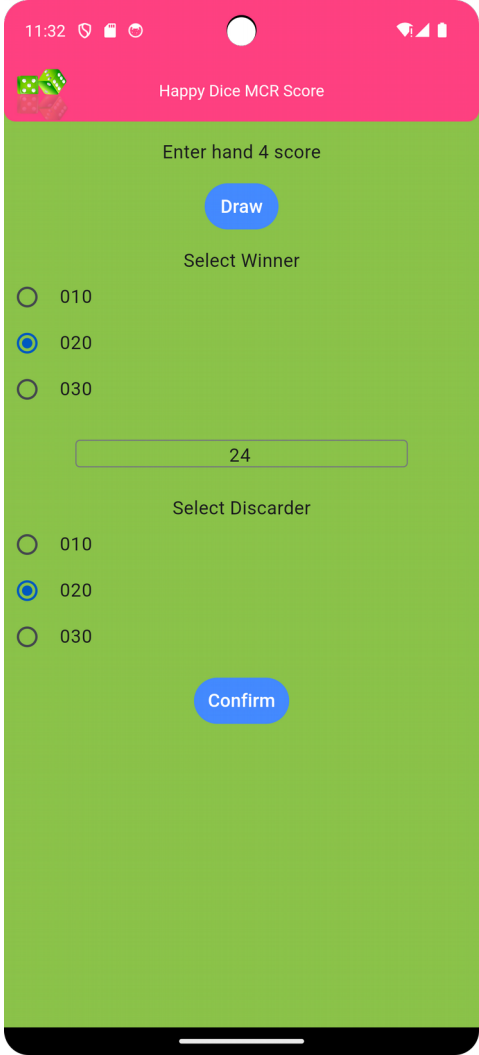 11:32
Happy Dice MCR Score
Enter hand 4 score
Draw
Select Winner
010
020
030
24
Select Discarder
010
020
030
Confirm